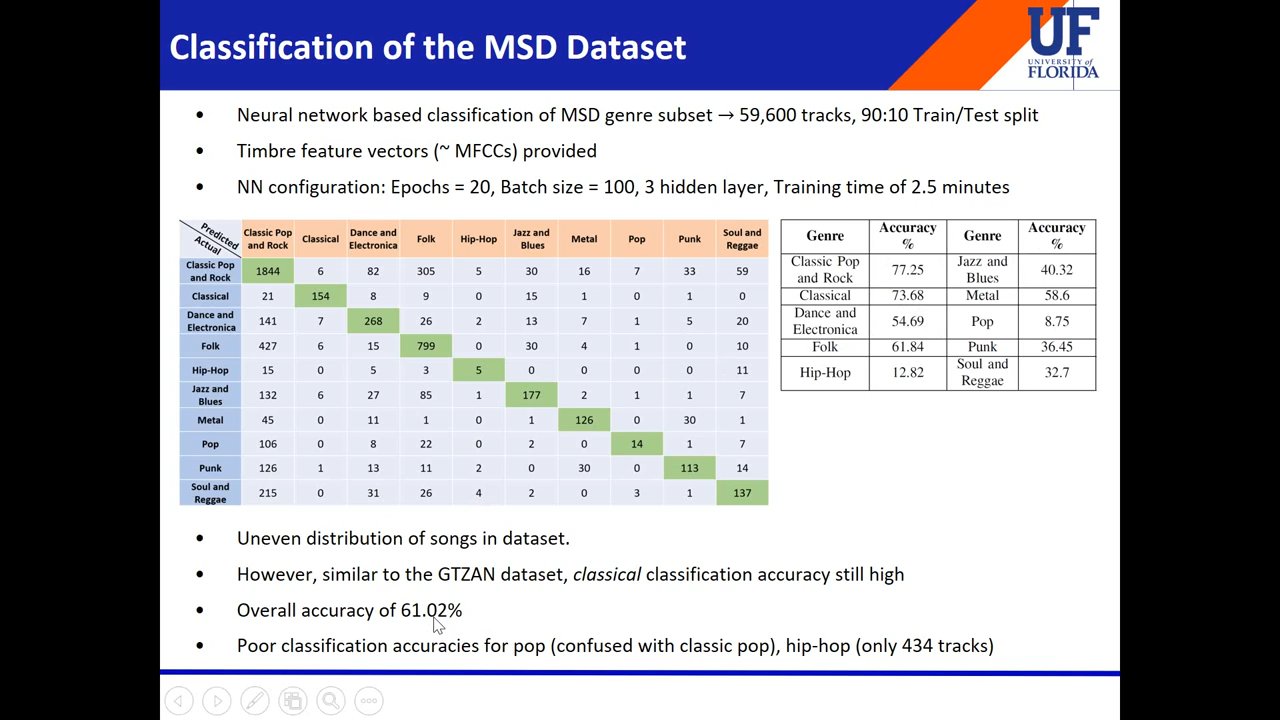 Classification of the MSD Dataset
UF
UNIVERSITY of
FLORIDA
• Neural network based classification of MSD genre subset → 59,600 tracks, 90:10 Train/Test split
• Timbre feature vectors (~ MFCCs) provided
• NN configuration: Epochs = 20, Batch size = 100, 3 hidden layer, Training time of 2.5 minutes
Predicted Actual Classic Pop and Rock Classical Dance and Electronica Folk Hip-Hop Jazz and Blues Metal Pop Punk Soul and Reggae
Classic Pop and Rock 1844 6 82 305 5 30 16 7 33 59
Classical 21 154 8 9 0 15 1 0 1 0
Dance and Electronica 141 7 268 26 2 13 7 1 5 20
Folk 427 6 15 799 0 30 4 1 0 10
Hip-Hop 15 0 5 3 5 0 0 0 0 11
Jazz and Blues 132 6 27 85 1 177 2 1 1 7
Metal 45 0 11 1 0 1 126 0 30 1
Pop 106 0 8 22 0 2 0 14 1 7
Punk 126 1 13 11 2 0 30 0 113 14
Soul and Reggae 215 0 31 26 4 2 0 3 1 137
Genre Accuracy % Genre Accuracy %
Classic Pop and Rock 77.25 Jazz and Blues 40.32
Classical 73.68 Metal 58.6
Dance and Electronica 54.69 Pop 8.75
Folk 61.84 Punk 36.45
Hip-Hop 12.82 Soul and Reggae 32.7
• Uneven distribution of songs in dataset.
• However, similar to the GTZAN dataset, classical classification accuracy still high
• Overall accuracy of 61.02%
• Poor classification accuracies for pop (confused with classic pop), hip-hop (only 434 tracks)